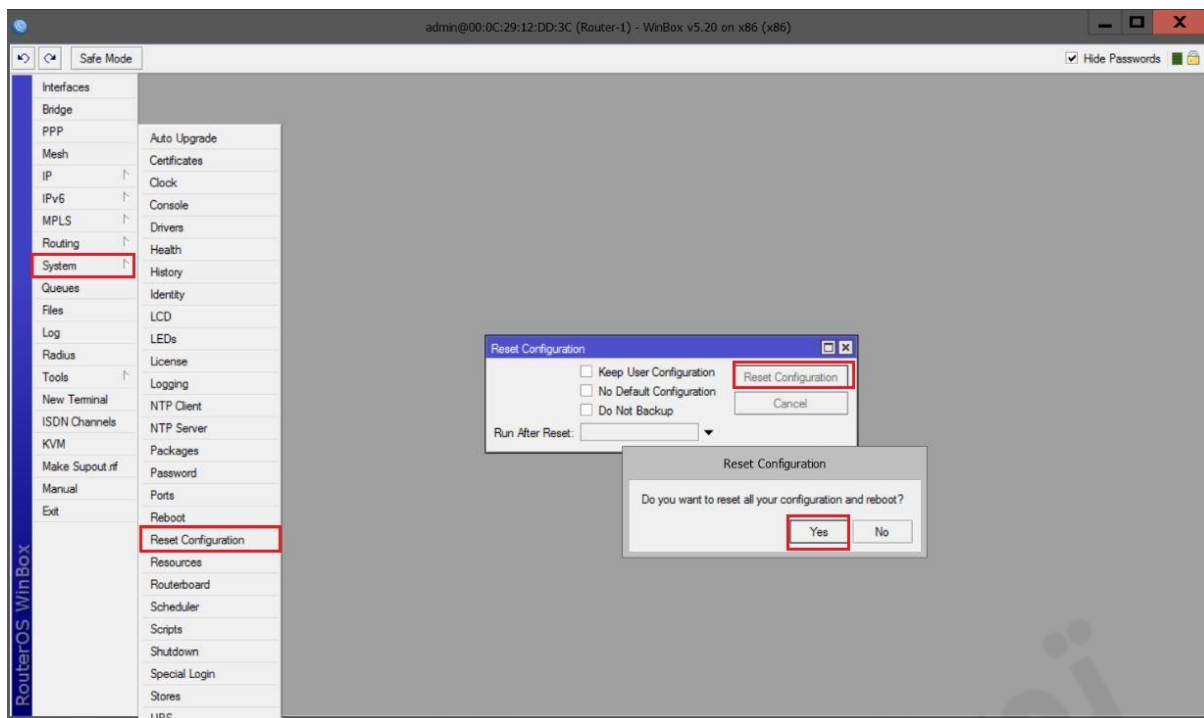 admin@00:0C:29:12:DD:3C (Router-1) - WinBox v5.20 on x86 (x86)
Safe Mode
Hide Passwords
Interfaces
Bridge
PPP
Mesh
IP
IPv6
MPLS
Routing
System
Queues
Files
Log
Radius
Tools
New Terminal
ISDN Channels
KVM
Make Supout.rif
Manual
Exit
RouterOS WinBox
Auto Upgrade
Certificates
Clock
Console
Drivers
Health
History
Identity
LCD
LEDs
License
Logging
NTP Client
NTP Server
Packages
Password
Ports
Reboot
Reset Configuration
Resources
Routerboard
Scheduler
Scripts
Shutdown
Special Login
Stores
Reset Configuration
Keep User Configuration
No Default Configuration
Do Not Backup
Run After Reset:
Reset Configuration
Cancel
Reset Configuration
Do you want to reset all your configuration and reboot?
Yes No